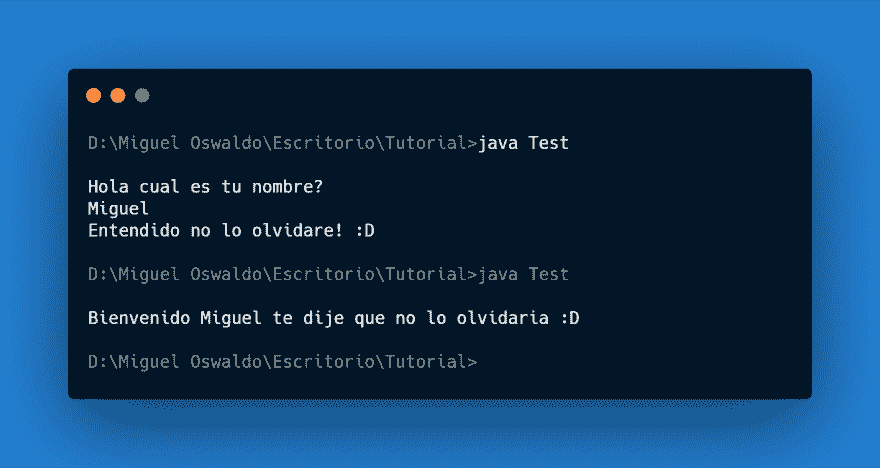 D:\Miguel Oswaldo\Escritorio\Tutorial>java Test
Hola cual es tu nombre?
Miguel
Entendido no lo olvidare! :D
D:\Miguel Oswaldo\Escritorio\Tutorial>java Test
Bienvenido Miguel te dije que no lo olvidaria :D
D:\Miguel Oswaldo\Escritorio\Tutorial>